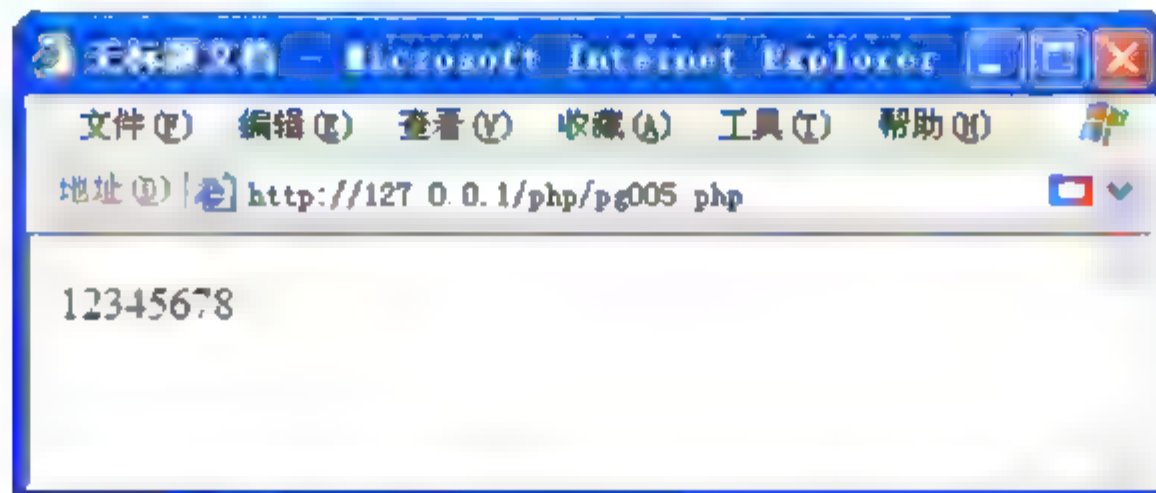 无标题文档 - Microsoft Internet Explorer
文件(F) 编辑(E) 查看(V) 收藏(A) 工具(T) 帮助(H)
地址(D) http://127.0.0.1/php/pg005.php
12345678